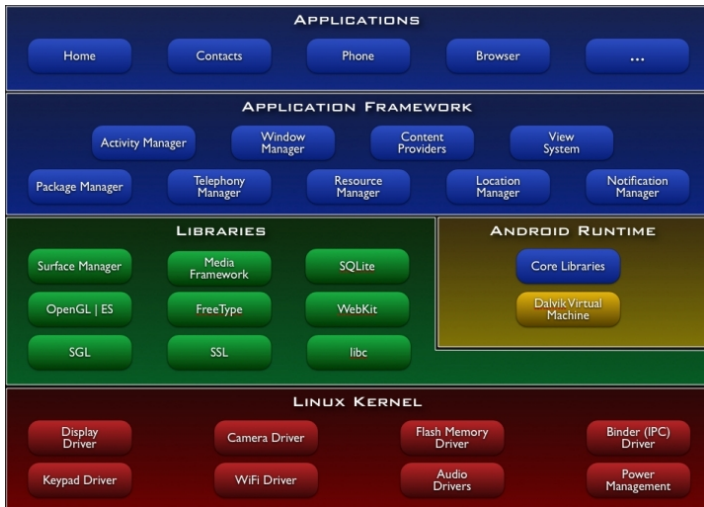 APPLICATIONS
Home
Contacts
Phone
Browser
...
APPLICATION FRAMEWORK
Activity Manager
Window
Manager
Content
Providers
View
System
Package Manager
Telephony
Manager
Resource
Manager
Location
Manager
Notification
Manager
LIBRARIES
Surface Manager
Media
Framework
SQLite
OpenGL | ES
FreeType
WebKit
SGL
SSL
libc
ANDROID RUNTIME
Core Libraries
Dalvik Virtual
Machine
LINUX KERNEL
Display
Driver
Camera Driver
Flash Memory
Driver
Binder (IPC)
Driver
Keypad Driver
WiFi Driver
Audio
Drivers
Power
Management